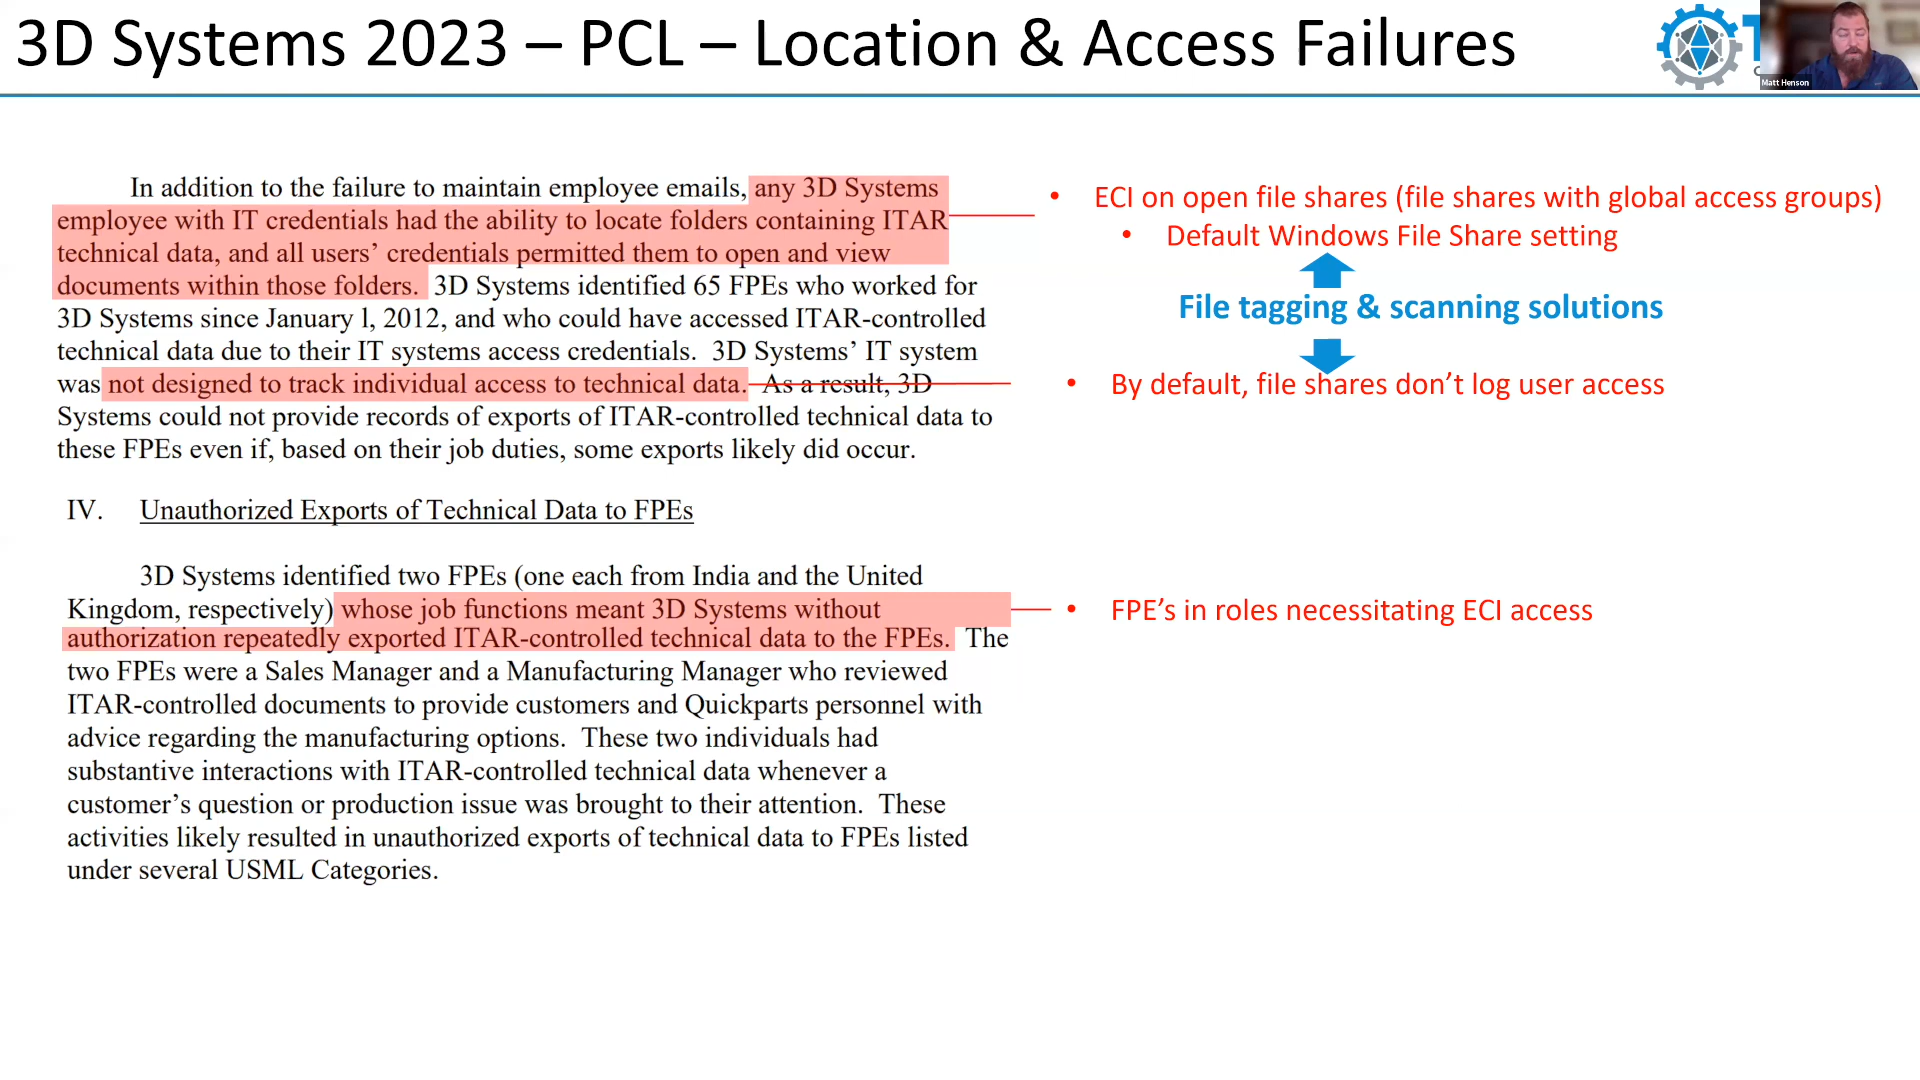 3D Systems 2023 – PCL – Location & Access Failures
T
Matt Henson
In addition to the failure to maintain employee emails, any 3D Systems
employee with IT credentials had the ability to locate folders containing ITAR
technical data, and all users’ credentials permitted them to open and view
documents within those folders. 3D Systems identified 65 FPEs who worked for
3D Systems since January l, 2012, and who could have accessed ITAR-controlled
technical data due to their IT systems access credentials. 3D Systems’ IT system
was not designed to track individual access to technical data. As a result, 3D
Systems could not provide records of exports of ITAR-controlled technical data to
these FPEs even if, based on their job duties, some exports likely did occur.
• ECI on open file shares (file shares with global access groups)
• Default Windows File Share setting
File tagging & scanning solutions
• By default, file shares don’t log user access
IV. Unauthorized Exports of Technical Data to FPEs
3D Systems identified two FPEs (one each from India and the United
Kingdom, respectively) whose job functions meant 3D Systems without
authorization repeatedly exported ITAR-controlled technical data to the FPEs. The
two FPEs were a Sales Manager and a Manufacturing Manager who reviewed
ITAR-controlled documents to provide customers and Quickparts personnel with
advice regarding the manufacturing options. These two individuals had
substantive interactions with ITAR-controlled technical data whenever a
customer’s question or production issue was brought to their attention. These
activities likely resulted in unauthorized exports of technical data to FPEs listed
under several USML Categories.
• FPE’s in roles necessitating ECI access